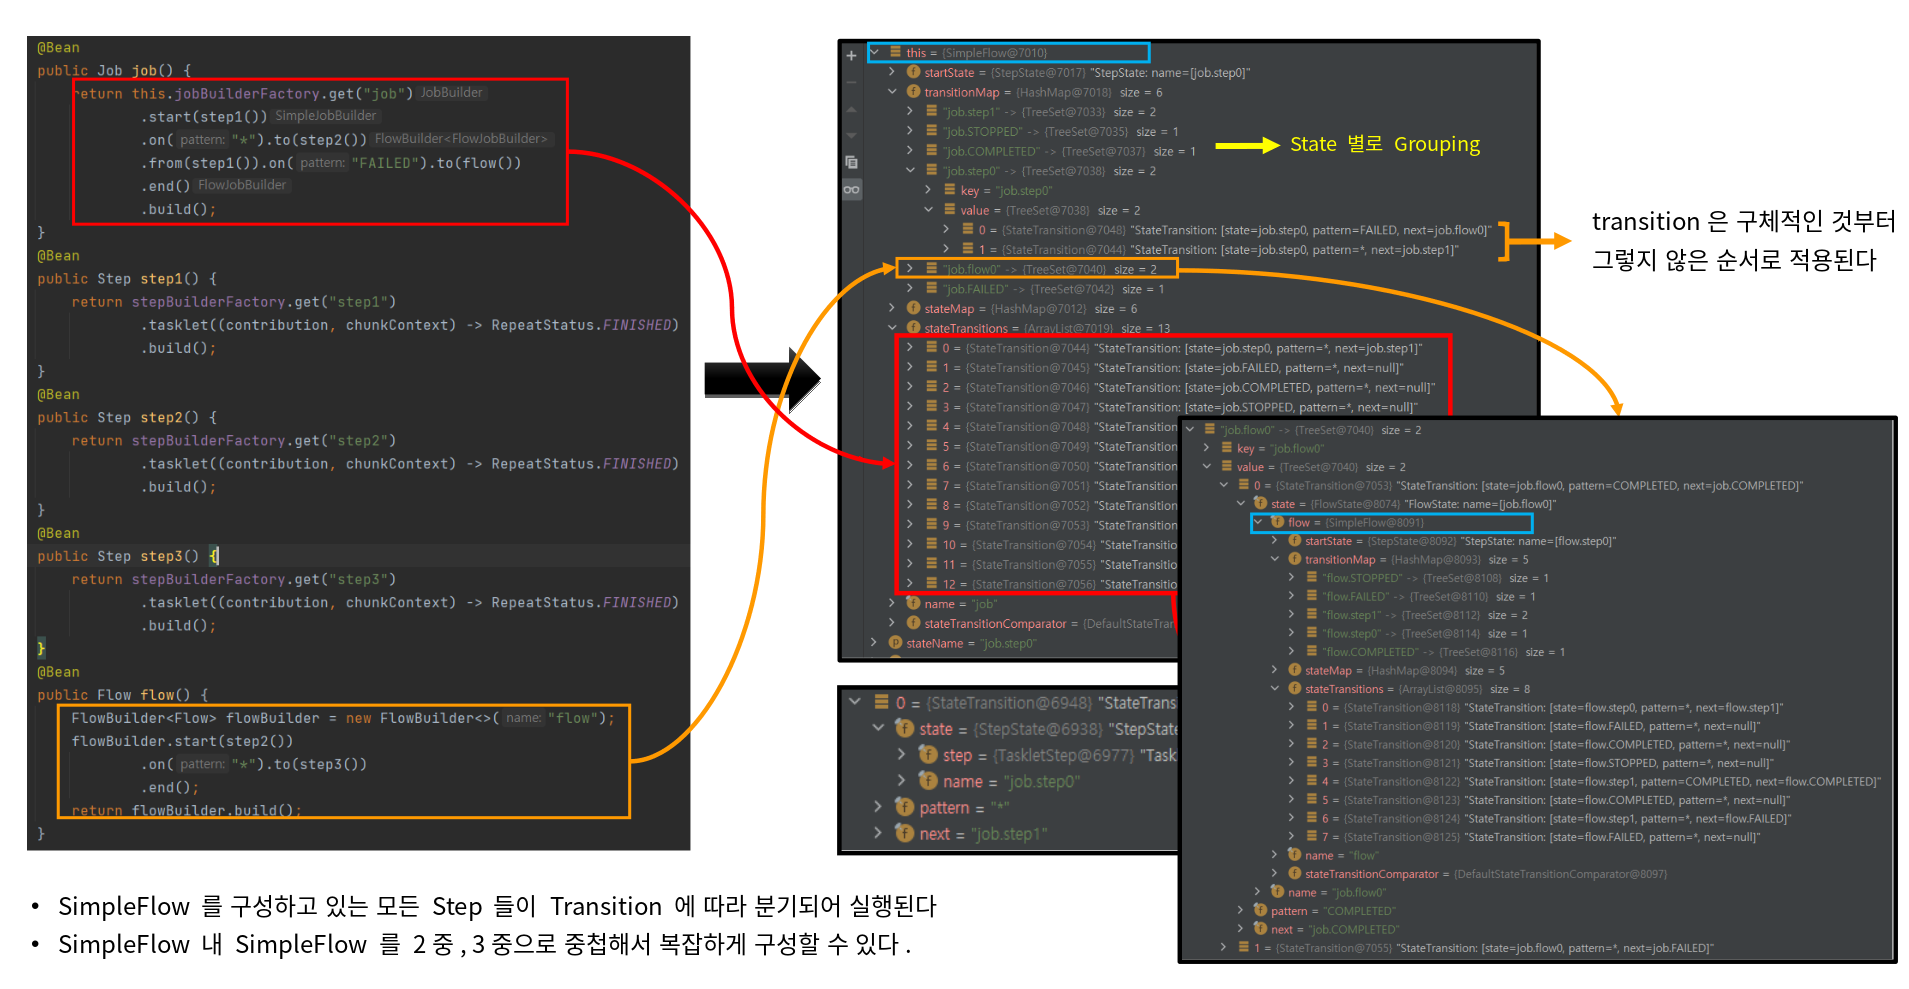 @Bean
public Job job() {
return this.jobBuilderFactory.get("job") JobBuilder
.start(step1()) SimpleJobBuilder
.on( pattern: "*").to(step2()) FlowBuilder<FlowJobBuilder>
.from(step1()).on( pattern: "FAILED").to(flow())
.end() FlowJobBuilder
.build();
}
@Bean
public Step step1() {
return stepBuilderFactory.get("step1")
.tasklet((contribution, chunkContext) -> RepeatStatus.FINISHED)
.build();
}
@Bean
public Step step2() {
return stepBuilderFactory.get("step2")
.tasklet((contribution, chunkContext) -> RepeatStatus.FINISHED)
.build();
}
@Bean
public Step step3() {
return stepBuilderFactory.get("step3")
.tasklet((contribution, chunkContext) -> RepeatStatus.FINISHED)
.build();
}
@Bean
public Flow flow() {
FlowBuilder<Flow> flowBuilder = new FlowBuilder<>( name: "flow");
flowBuilder.start(step2())
.on( pattern: "*").to(step3())
.end();
return flowBuilder.build();
}
this = {SimpleFlow@7010}
startState = {StepState@7017} "StepState: name=[job.step0]"
transitionMap = {HashMap@7018} size = 6
"job.step1" -> {TreeSet@7033} size = 2
"job.STOPPED" -> {TreeSet@7035} size = 1
"job.COMPLETED" -> {TreeSet@7037} size = 1
"job.step0" -> {TreeSet@7038} size = 2
key = "job.step0"
value = {TreeSet@7038} size = 2
0 = {StateTransition@7048} "StateTransition: [state=job.step0, pattern=FAILED, next=job.flow0]"
1 = {StateTransition@7044} "StateTransition: [state=job.step0, pattern=*, next=job.step1]"
"job.flow0" -> {TreeSet@7040} size = 2
"job.FAILED" -> {TreeSet@7042} size = 1
stateMap = {HashMap@7012} size = 6
stateTransitions = {ArrayList@7019} size = 13
0 = {StateTransition@7044} "StateTransition: [state=job.step0, pattern=*, next=job.step1]"
1 = {StateTransition@7045} "StateTransition: [state=job.FAILED, pattern=*, next=null]"
2 = {StateTransition@7046} "StateTransition: [state=job.COMPLETED, pattern=*, next=null]"
3 = {StateTransition@7047} "StateTransition: [state=job.STOPPED, pattern=*, next=null]"
4 = {StateTransition@7048} "StateTransition:
5 = {StateTransition@7049} "StateTransition:
6 = {StateTransition@7050} "StateTransition:
7 = {StateTransition@7051} "StateTransition:
8 = {StateTransition@7052} "StateTransition:
9 = {StateTransition@7053} "StateTransition:
10 = {StateTransition@7054} "StateTransitio
11 = {StateTransition@7055} "StateTransitio
12 = {StateTransition@7056} "StateTransitio
name = "job"
stateTransitionComparator = {DefaultStateTran
stateName = "job.step0"
State 별로 Grouping
transition 은 구체적인 것부터
그렇지 않은 순서로 적용된다
0 = {StateTransition@6948} "StateTrans
state = {StepState@6938} "StepState
step = {TaskletStep@6977} "Task
name = "job.step0"
pattern = "*"
next = "job.step1"
"job.flow0" -> {TreeSet@7040} size = 2
key = "job.flow0"
value = {TreeSet@7040} size = 2
0 = {StateTransition@7053} "StateTransition: [state=job.flow0, pattern=COMPLETED, next=job.COMPLETED]"
state = {FlowState@8074} "FlowState: name=[job.flow0]"
flow = {SimpleFlow@8091}
startState = {StepState@8092} "StepState: name=[flow.step0]"
transitionMap = {HashMap@8093} size = 5
"flow.STOPPED" -> {TreeSet@8108} size = 1
"flow.FAILED" -> {TreeSet@8110} size = 1
"flow.step1" -> {TreeSet@8112} size = 2
"flow.step0" -> {TreeSet@8114} size = 1
"flow.COMPLETED" -> {TreeSet@8116} size = 1
stateMap = {HashMap@8094} size = 5
stateTransitions = {ArrayList@8095} size = 8
0 = {StateTransition@8118} "StateTransition: [state=flow.step0, pattern=*, next=flow.step1]"
1 = {StateTransition@8119} "StateTransition: [state=flow.FAILED, pattern=*, next=null]"
2 = {StateTransition@8120} "StateTransition: [state=flow.COMPLETED, pattern=*, next=null]"
3 = {StateTransition@8121} "StateTransition: [state=flow.STOPPED, pattern=*, next=null]"
4 = {StateTransition@8122} "StateTransition: [state=flow.step1, pattern=COMPLETED, next=flow.COMPLETED]"
5 = {StateTransition@8123} "StateTransition: [state=flow.COMPLETED, pattern=*, next=null]"
6 = {StateTransition@8124} "StateTransition: [state=flow.step1, pattern=*, next=flow.FAILED]"
7 = {StateTransition@8125} "StateTransition: [state=flow.FAILED, pattern=*, next=null]"
name = "flow"
stateTransitionComparator = {DefaultStateTransitionComparator@8097}
name = "job.flow0"
pattern = "COMPLETED"
next = "job.COMPLETED"
1 = {StateTransition@7055} "StateTransition: [state=job.flow0, pattern=*, next=job.FAILED]"
• SimpleFlow 를 구성하고 있는 모든 Step 들이 Transition 에 따라 분기되어 실행된다
• SimpleFlow 내 SimpleFlow 를 2 중 , 3 중으로 중첩해서 복잡하게 구성할 수 있다 .